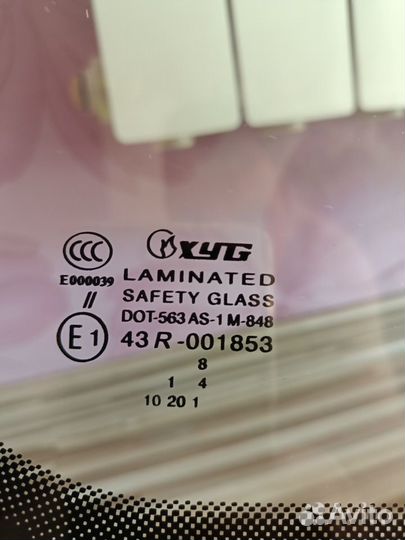 CCC XYG
E000039 LAMINATED
// SAFETY GLASS
DOT-563 AS-1 M-848
E1 43 R-001853
8
1 4
10 20 1
Avito